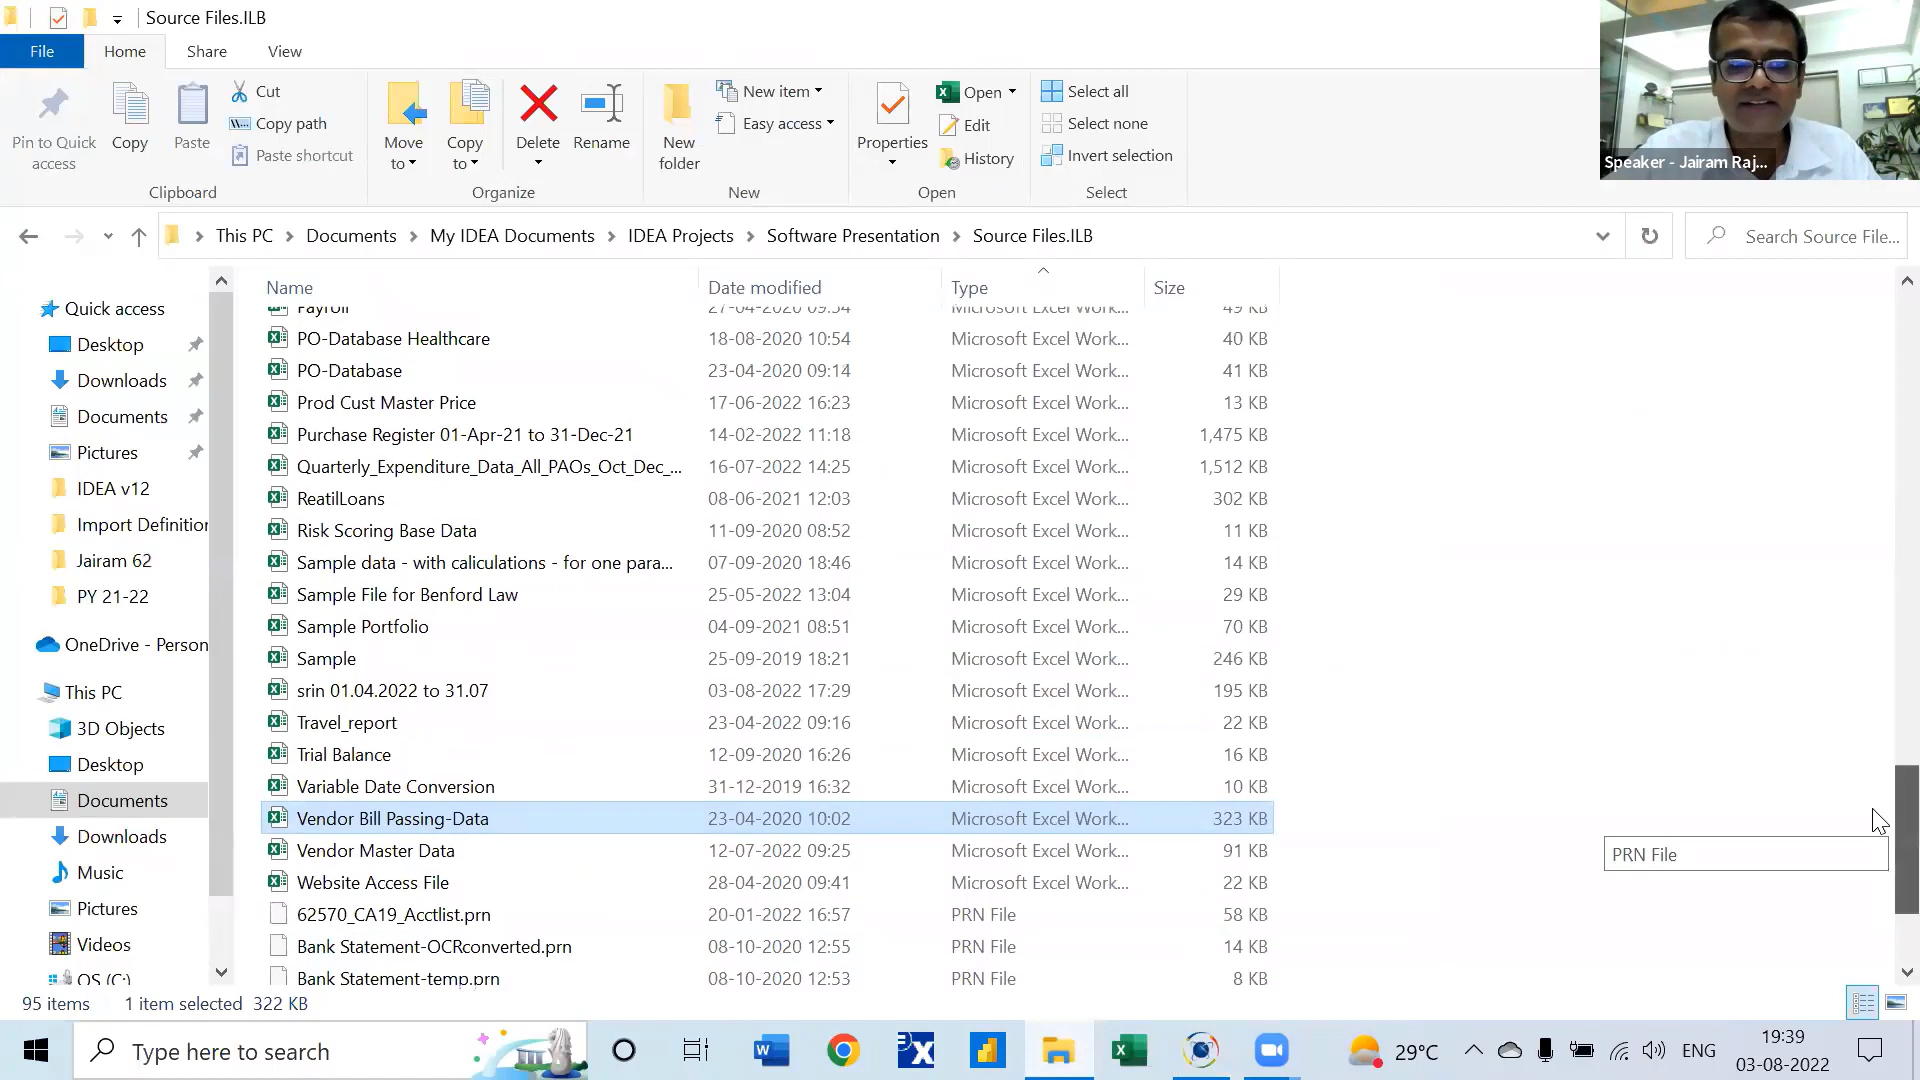 Source Files.ILB
File Home Share View
Pin to Quick access
Copy
Paste
Cut
Copy path
Paste shortcut
Clipboard
Move to
Copy to
Delete
Rename
Organize
New folder
New item
Easy access
New
Properties
Open
Edit
History
Open
Select all
Select none
Invert selection
Select
Speaker - Jairam Raj...
This PC Documents My IDEA Documents IDEA Projects Software Presentation Source Files.ILB
Search Source File...
Quick access
Desktop
Downloads
Documents
Pictures
IDEA v12
Import Definition
Jairam 62
PY 21-22
OneDrive - Person
This PC
3D Objects
Desktop
Documents
Downloads
Music
Pictures
Videos
OS (C:)
Name Date modified Type Size
Payroll 27-04-2020 09:54 Microsoft Excel Work... 49 KB
PO-Database Healthcare 18-08-2020 10:54 Microsoft Excel Work... 40 KB
PO-Database 23-04-2020 09:14 Microsoft Excel Work... 41 KB
Prod Cust Master Price 17-06-2022 16:23 Microsoft Excel Work... 13 KB
Purchase Register 01-Apr-21 to 31-Dec-21 14-02-2022 11:18 Microsoft Excel Work... 1,475 KB
Quarterly_Expenditure_Data_All_PAOs_Oct_Dec_... 16-07-2022 14:25 Microsoft Excel Work... 1,512 KB
ReatilLoans 08-06-2021 12:03 Microsoft Excel Work... 302 KB
Risk Scoring Base Data 11-09-2020 08:52 Microsoft Excel Work... 11 KB
Sample data - with caliculations - for one para... 07-09-2020 18:46 Microsoft Excel Work... 14 KB
Sample File for Benford Law 25-05-2022 13:04 Microsoft Excel Work... 29 KB
Sample Portfolio 04-09-2021 08:51 Microsoft Excel Work... 70 KB
Sample 25-09-2019 18:21 Microsoft Excel Work... 246 KB
srin 01.04.2022 to 31.07 03-08-2022 17:29 Microsoft Excel Work... 195 KB
Travel_report 23-04-2022 09:16 Microsoft Excel Work... 22 KB
Trial Balance 12-09-2020 16:26 Microsoft Excel Work... 16 KB
Variable Date Conversion 31-12-2019 16:32 Microsoft Excel Work... 10 KB
Vendor Bill Passing-Data 23-04-2020 10:02 Microsoft Excel Work... 323 KB
Vendor Master Data 12-07-2022 09:25 Microsoft Excel Work... 91 KB
Website Access File 28-04-2020 09:41 Microsoft Excel Work... 22 KB
62570_CA19_Acctlist.prn 20-01-2022 16:57 PRN File 58 KB
Bank Statement-OCRconverted.prn 08-10-2020 12:55 PRN File 14 KB
Bank Statement-temp.prn 08-10-2020 12:53 PRN File 8 KB
PRN File
95 items 1 item selected 322 KB
Type here to search
29°C
ENG
19:39
03-08-2022